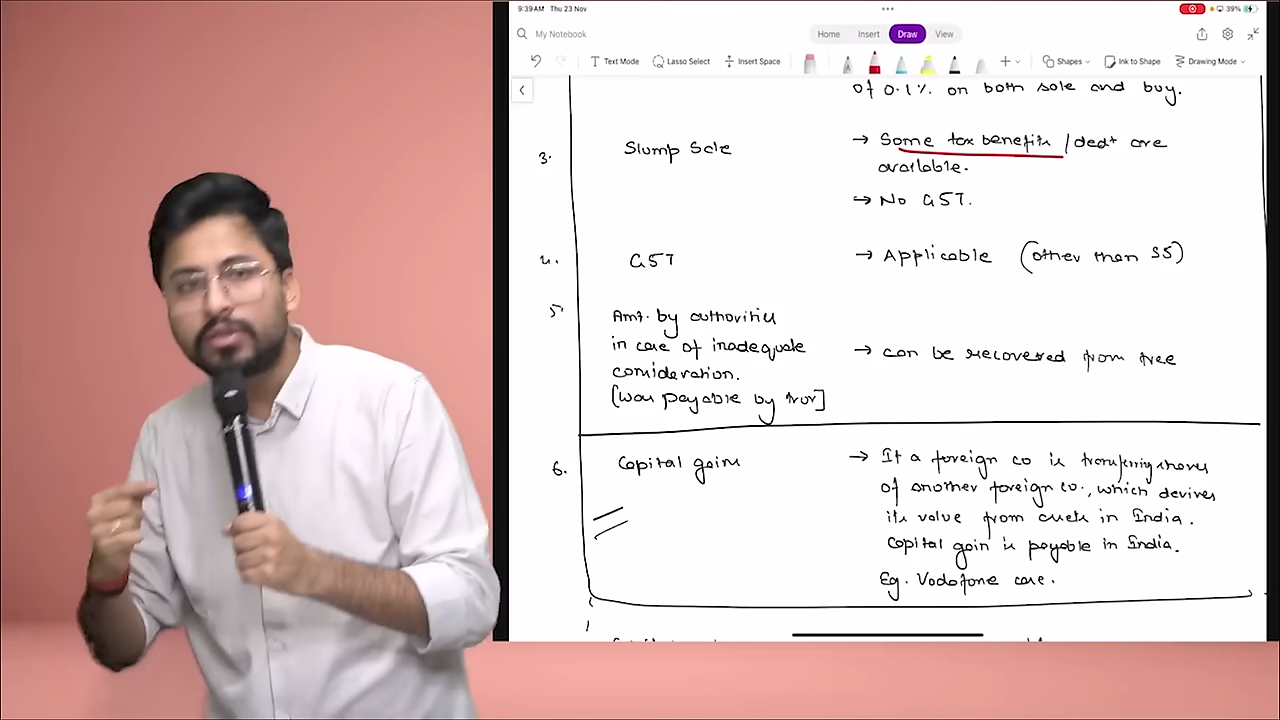 9:39 AM Thu 23 Nov
39%
My Notebook
Home Insert Draw View
Text Mode Lasso Select Insert Space Shapes Ink to Shape Drawing Mode
of 0.1%. on both sale and buy.
3. Slump Sale → Some tax benefits / dedⁿ are
available.
→ No GST.
4. GST → Applicable (other than SS)
5. Amt. by authorities
in case of inadequate → can be recovered from tree
consideration.
[was payable by tror]
6. Capital gains → If a foreign co is transferring shares
of another foreign co., which derives
its value from assets in India.
Capital gain is payable in India.
Eg. Vodafone case.